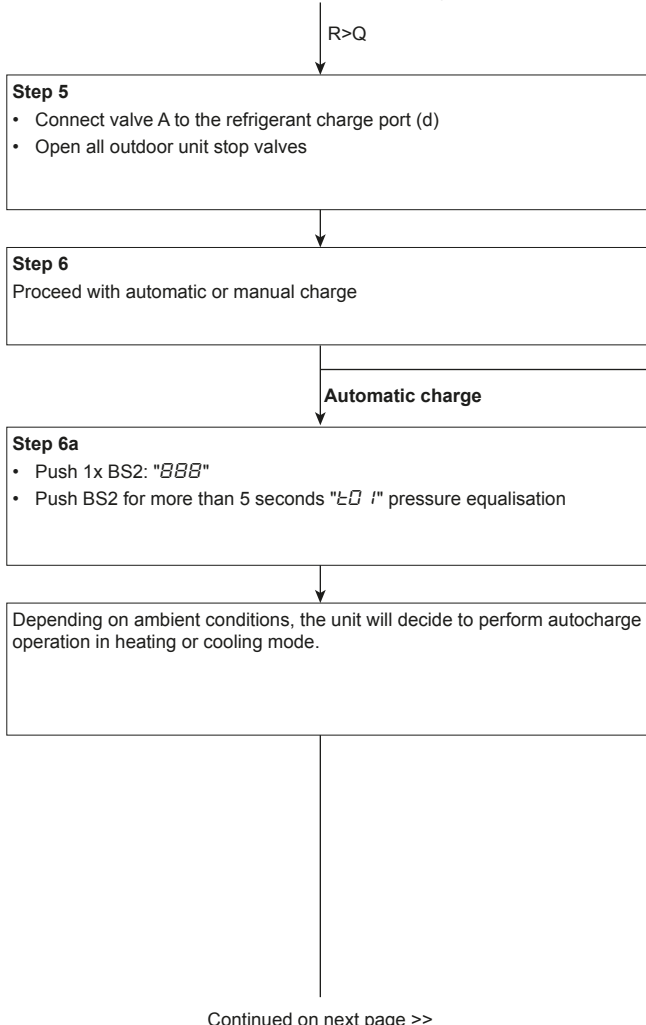 R>Q
Step 5
• Connect valve A to the refrigerant charge port (d)
• Open all outdoor unit stop valves
Step 6
Proceed with automatic or manual charge
Automatic charge
Step 6a
• Push 1x BS2: "888"
• Push BS2 for more than 5 seconds "t01" pressure equalisation
Depending on ambient conditions, the unit will decide to perform autocharge
operation in heating or cooling mode.
Continued on next page >>